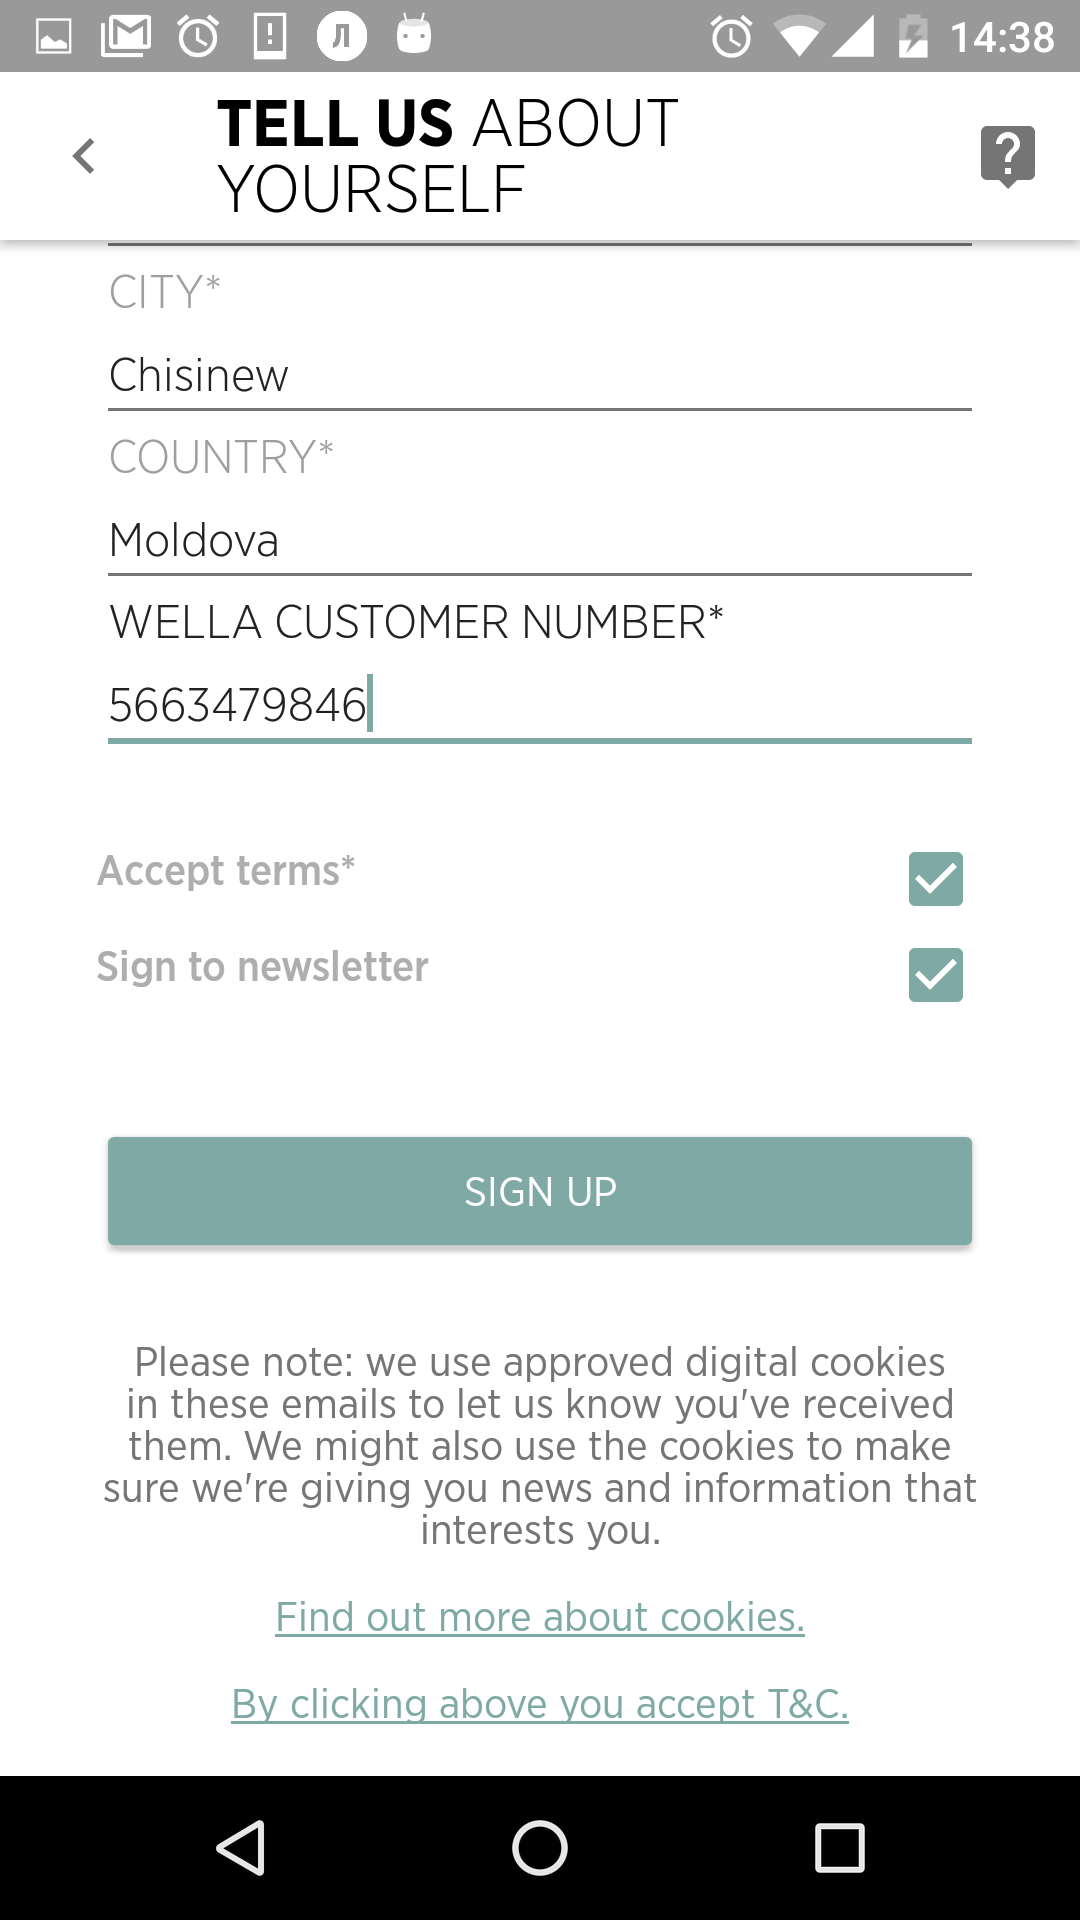 14:38
TELL US ABOUT
YOURSELF
CITY*
Chisinew
COUNTRY*
Moldova
WELLA CUSTOMER NUMBER*
5663479846
Accept terms*
Sign to newsletter
SIGN UP
Please note: we use approved digital cookies
in these emails to let us know you've received
them. We might also use the cookies to make
sure we're giving you news and information that
interests you.
Find out more about cookies.
By clicking above you accept T&C.